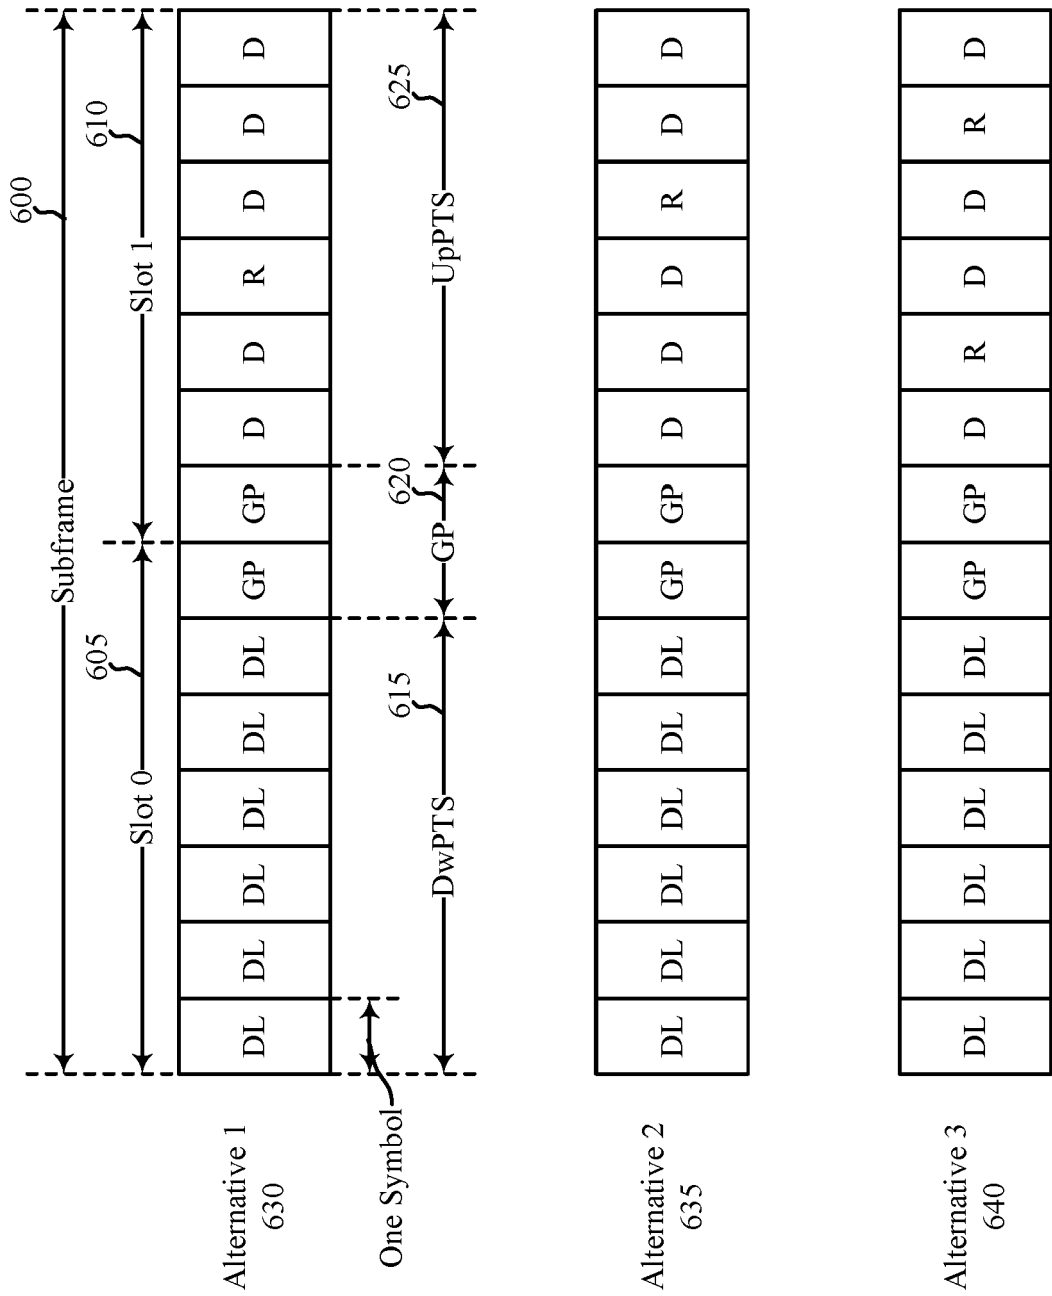 600
Subframe
605 610
Slot 0 Slot 1
Alternative 1
630
DL DL DL DL DL DL GP GP D D R D D D
One Symbol
615 620 625
DwPTS GP UpPTS
Alternative 2
635
DL DL DL DL DL DL GP GP D D D R D D
Alternative 3
640
DL DL DL DL DL DL GP GP D R D D R D